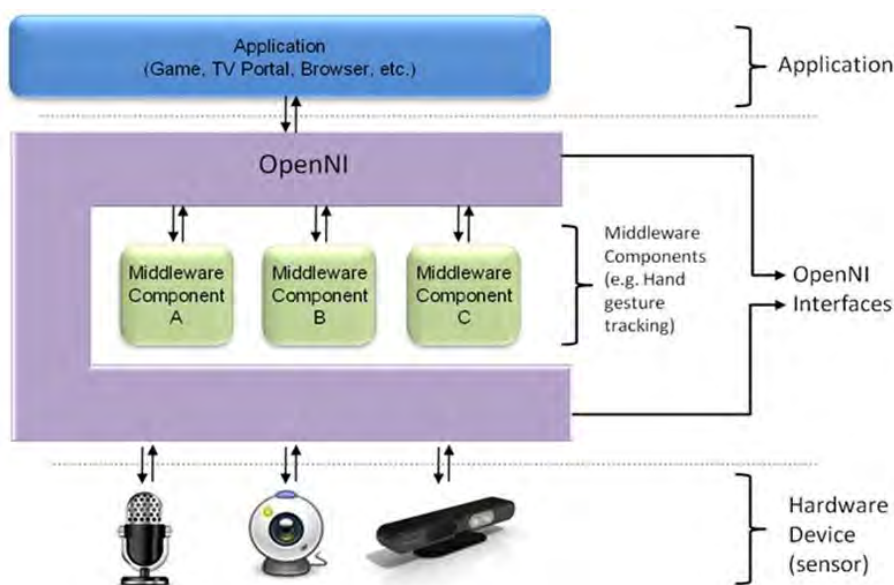 Application
(Game, TV Portal, Browser, etc.)
Application
OpenNI
Middleware
Component
A
Middleware
Component
B
Middleware
Component
C
Middleware
Components
(e.g. Hand
gesture
tracking)
OpenNI
Interfaces
Hardware
Device
(sensor)